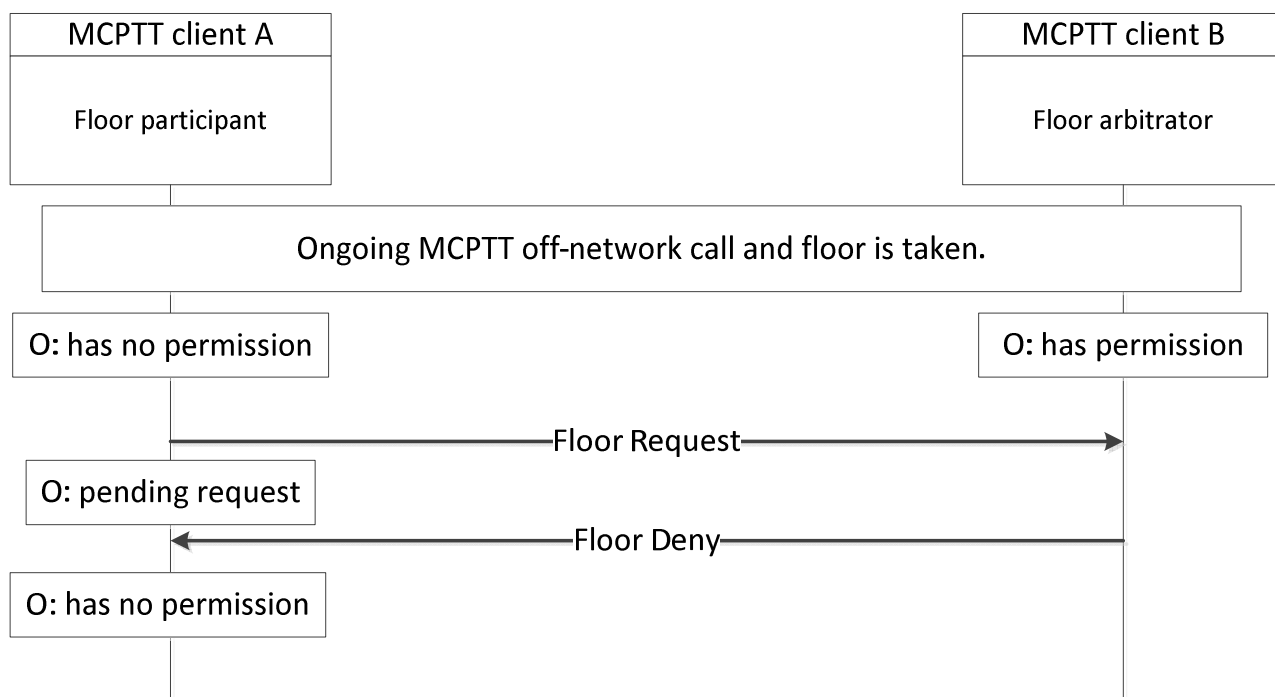 MCPTT client A
MCPTT client B
Floor participant
Floor arbitrator
Ongoing MCPTT off-network call and floor is taken.
O: has no permission
O: has permission
Floor Request
O: pending request
Floor Deny
O: has no permission